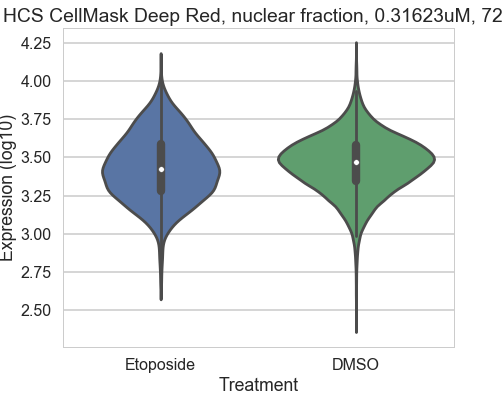 HCS CellMask Deep Red, nuclear fraction, 0.31623uM, 72
4.25
4.00
3.75
3.50
3.25
3.00
2.75
2.50
Expression (log10)
Etoposide DMSO
Treatment